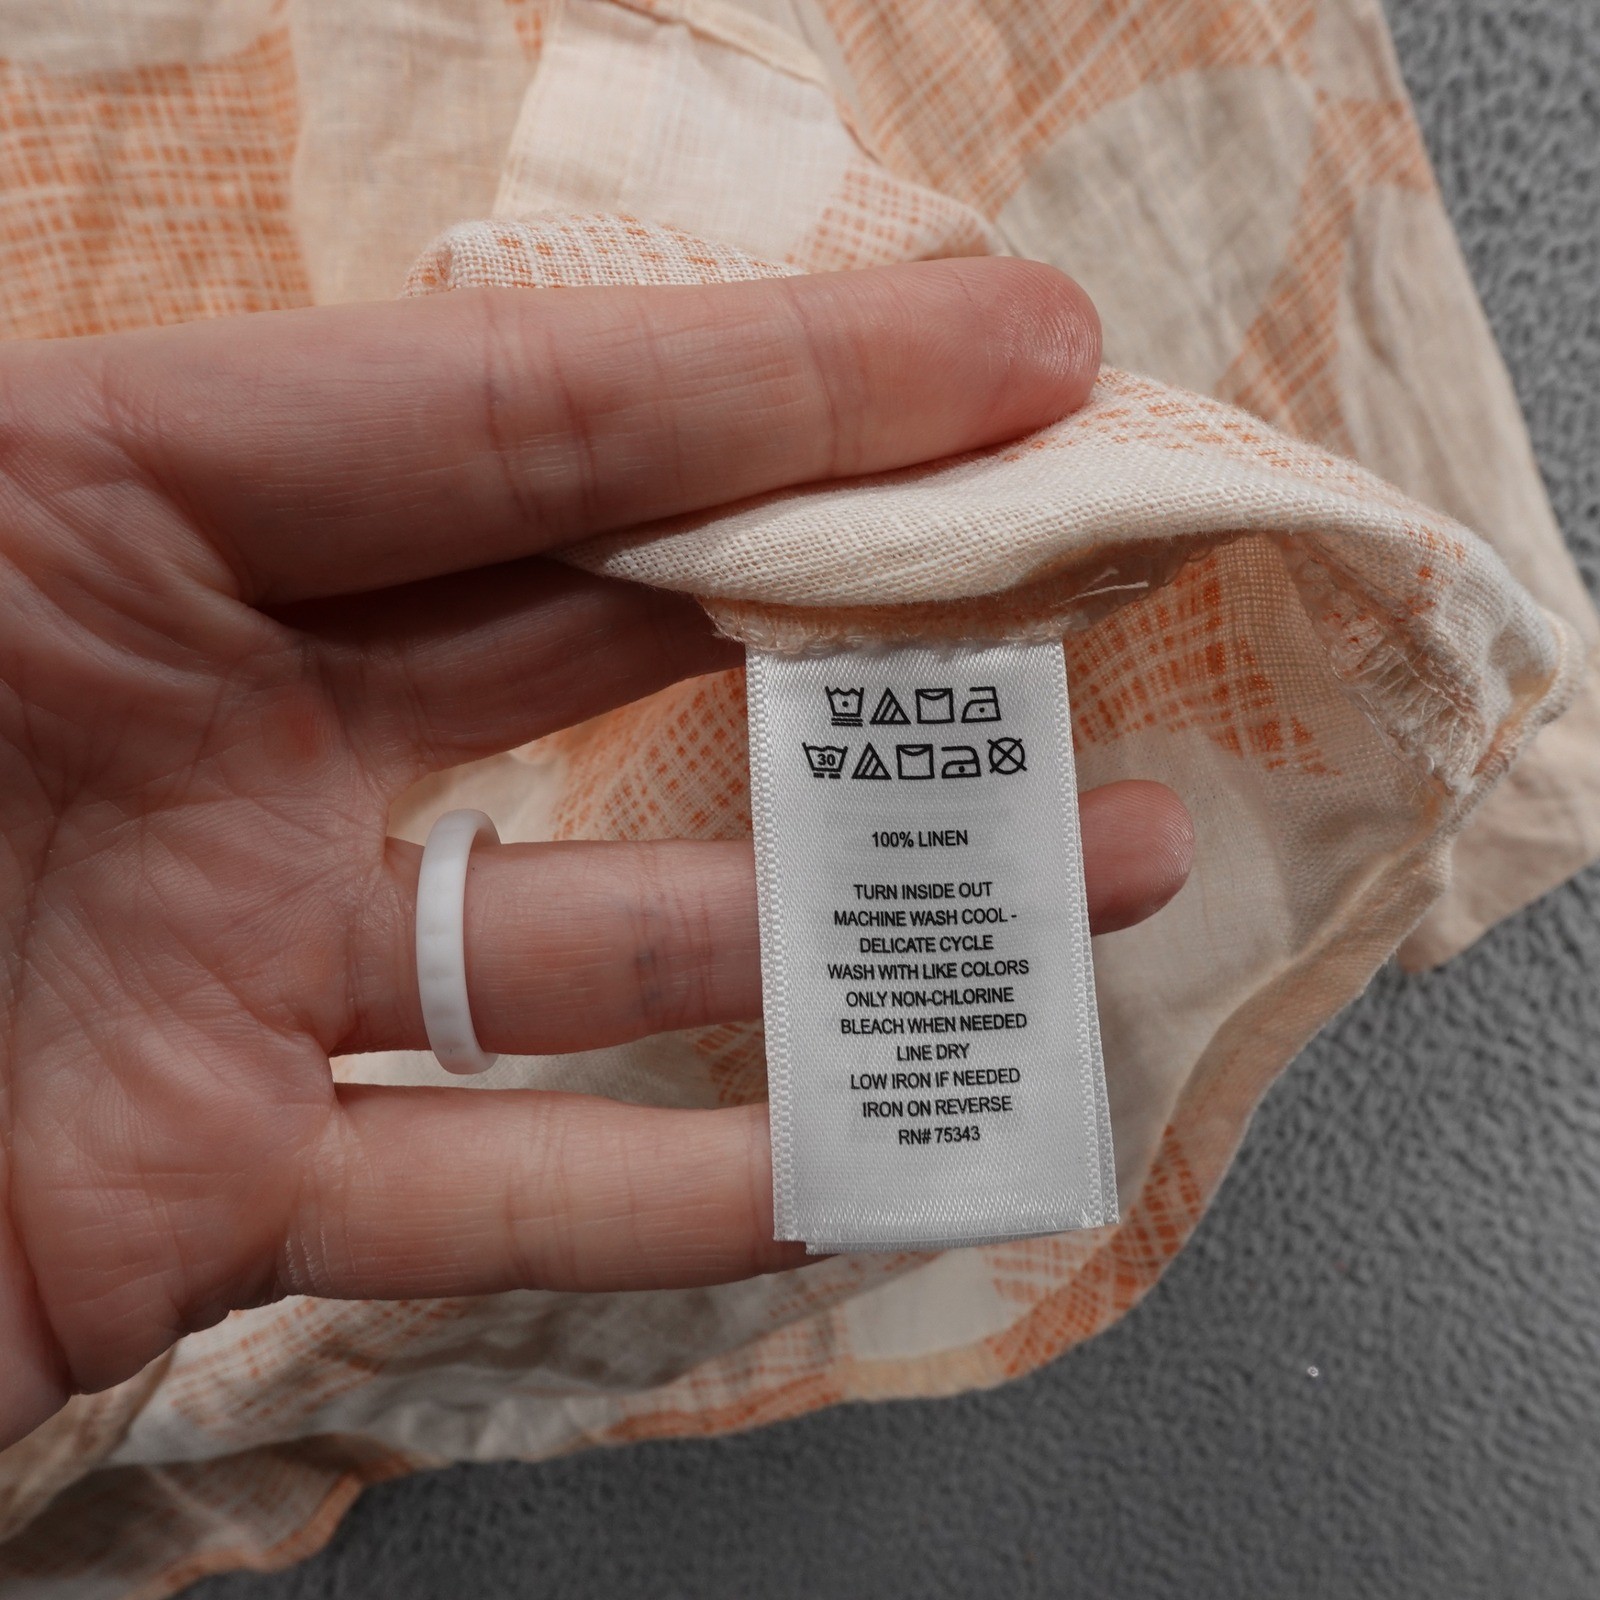 30
100% LINEN
TURN INSIDE OUT
MACHINE WASH COOL -
DELICATE CYCLE
WASH WITH LIKE COLORS
ONLY NON-CHLORINE
BLEACH WHEN NEEDED
LINE DRY
LOW IRON IF NEEDED
IRON ON REVERSE
RN# 75343